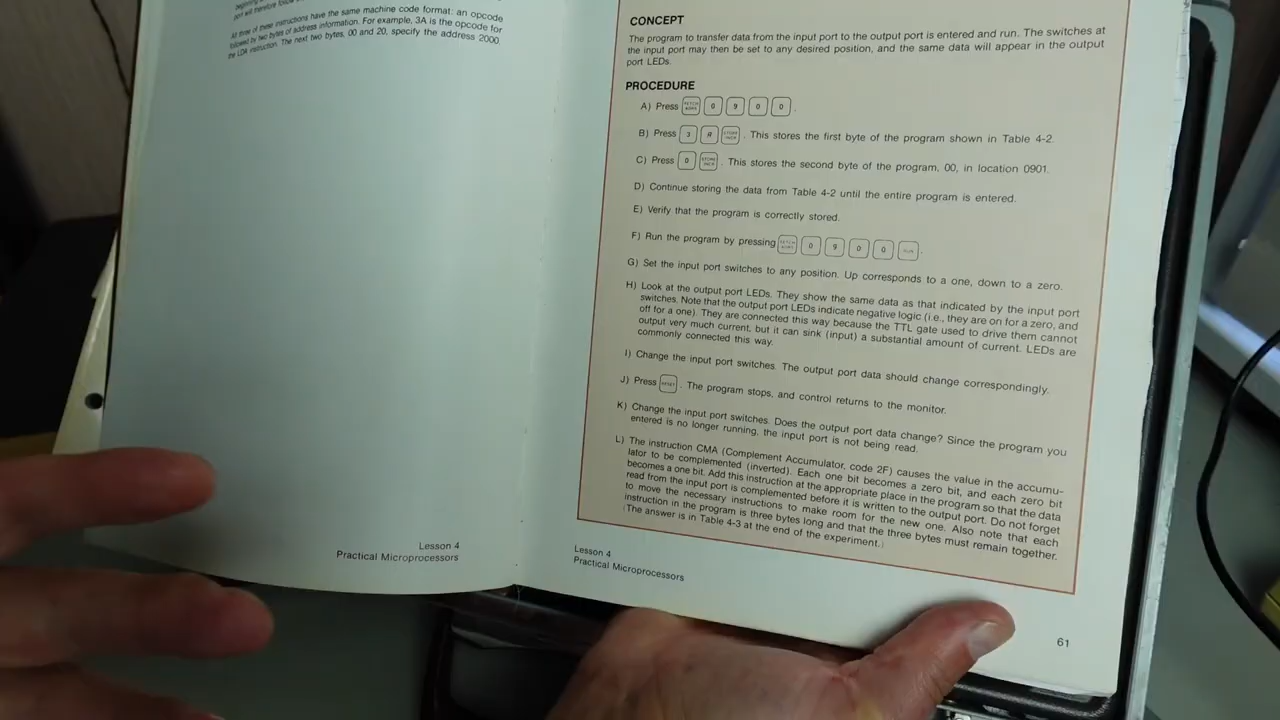 beginning
port will therefore follow
All three of these instructions have the same machine code format: an opcode
followed by two bytes of address information. For example, 3A is the opcode for
the LDA instruction. The next two bytes, 00 and 20, specify the address 2000
Lesson 4
Practical Microprocessors
CONCEPT
The program to transfer data from the input port to the output port is entered and run. The switches at
the input port may then be set to any desired position, and the same data will appear in the output
port LEDs.
PROCEDURE
A) Press FETCH ADRS 0 9 0 0 .
B) Press 3 A STORE INCR . This stores the first byte of the program shown in Table 4-2.
C) Press 0 STORE INCR . This stores the second byte of the program, 00, in location 0901.
D) Continue storing the data from Table 4-2 until the entire program is entered.
E) Verify that the program is correctly stored.
F) Run the program by pressing FETCH ADRS 0 9 0 0 RUN .
G) Set the input port switches to any position. Up corresponds to a one, down to a zero.
H) Look at the output port LEDs. They show the same data as that indicated by the input port
switches. Note that the output port LEDs indicate negative logic (i.e., they are on for a zero, and
off for a one). They are connected this way because the TTL gate used to drive them cannot
output very much current, but it can sink (input) a substantial amount of current. LEDs are
commonly connected this way.
I) Change the input port switches. The output port data should change correspondingly.
J) Press RESET . The program stops, and control returns to the monitor.
K) Change the input port switches. Does the output port data change? Since the program you
entered is no longer running, the input port is not being read.
L) The instruction CMA (Complement Accumulator, code 2F) causes the value in the accumu-
lator to be complemented (inverted). Each one bit becomes a zero bit, and each zero bit
becomes a one bit. Add this instruction at the appropriate place in the program so that the data
read from the input port is complemented before it is written to the output port. Do not forget
to move the necessary instructions to make room for the new one. Also note that each
instruction in the program is three bytes long and that the three bytes must remain together.
(The answer is in Table 4-3 at the end of the experiment.)
Lesson 4
Practical Microprocessors
61